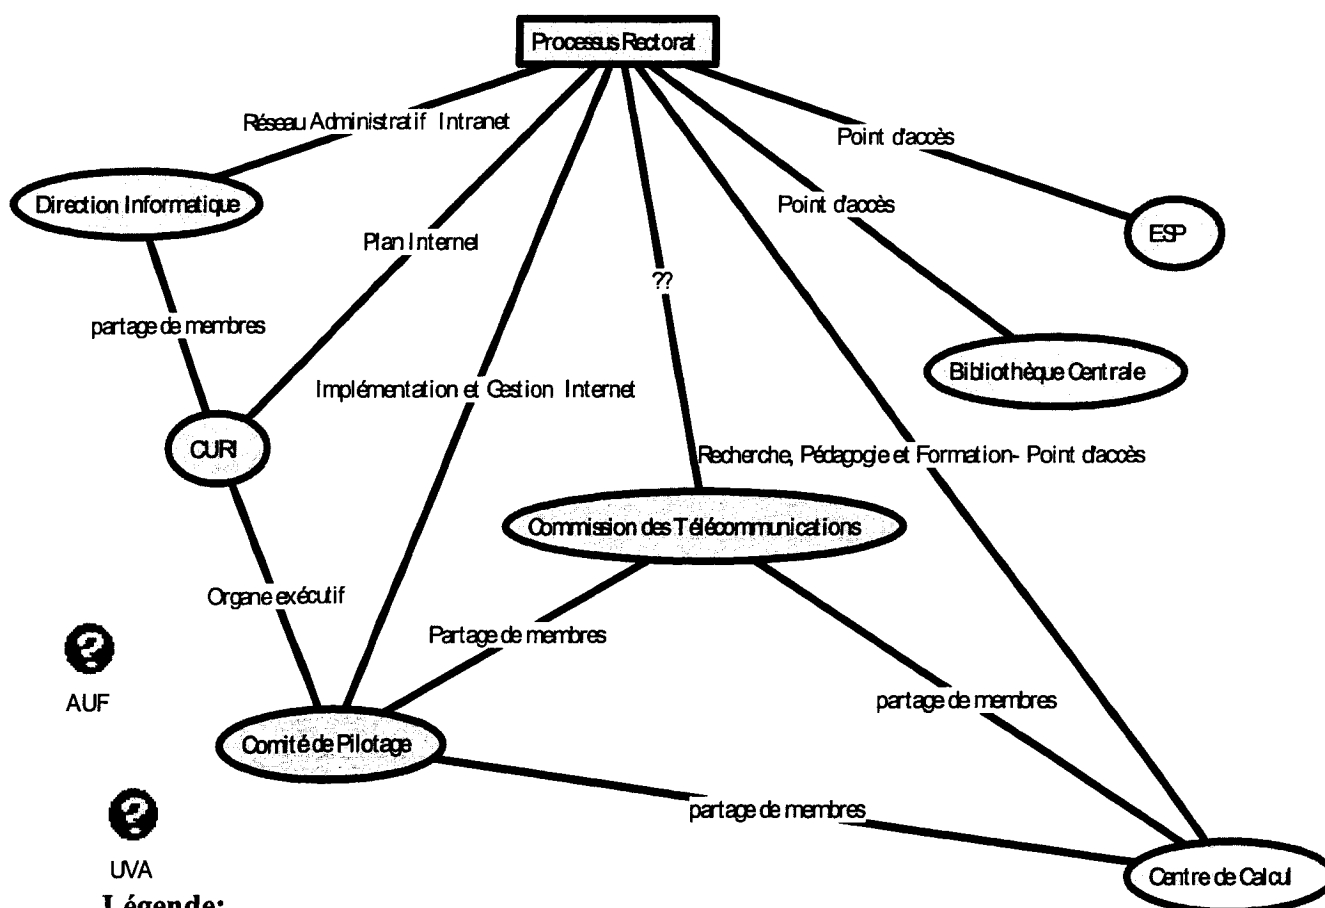 Processus Rectorat
Réseau Administratif Intranet
Point d'accès
Direction Informatique
Point d'accès
ESP
Plan Internel
??
partage de membres
Bibliothèque Centrale
Implémentation et Gestion Internet
CURI
Recherche, Pédagogie et Formation- Point d'accès
Commission des Télécommunications
Organe exécutif
Partage de membres
AUF
partage de membres
Comité de Pilotage
partage de membres
UVA
Centre de Calcul
Légende: